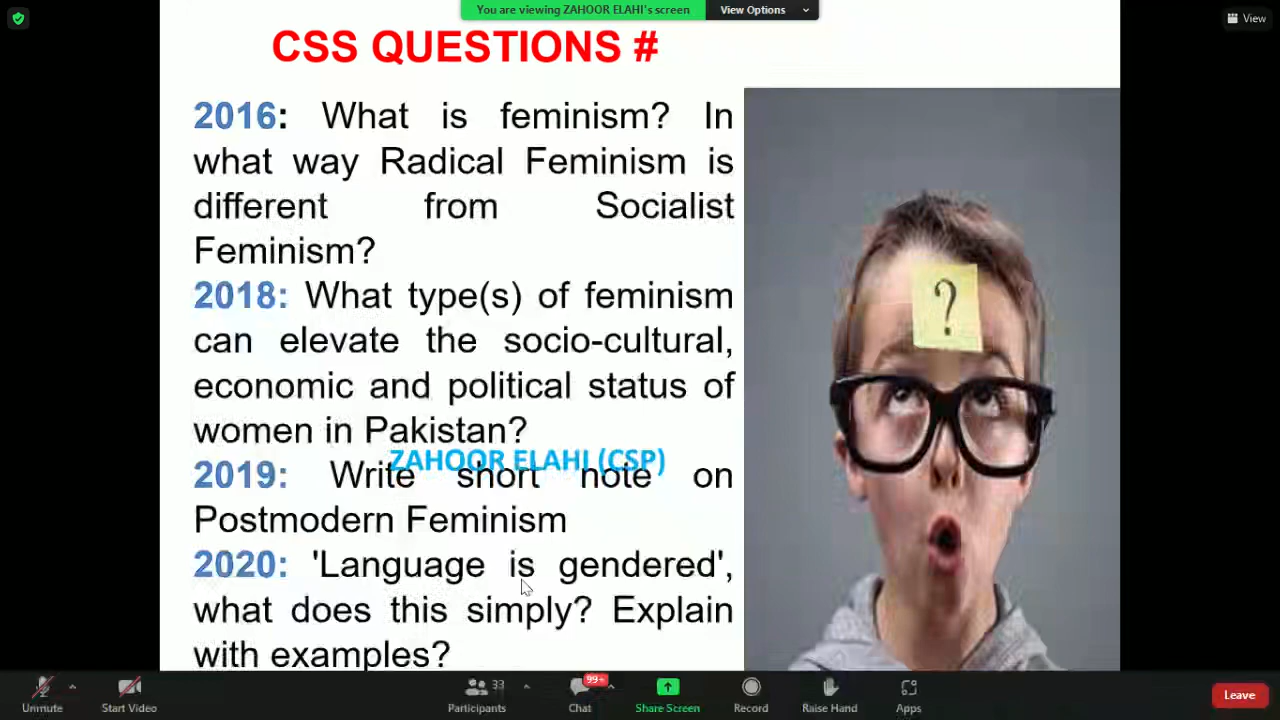 You are viewing ZAHOOR ELAHI's screen
View Options
View
CSS QUESTIONS #
2016: What is feminism? In
what way Radical Feminism is
different from Socialist
Feminism?
2018: What type(s) of feminism
can elevate the socio-cultural,
economic and political status of
women in Pakistan?
ZAHOOR ELAHI (CSP)
2019: Write short note on
Postmodern Feminism
2020: 'Language is gendered',
what does this simply? Explain
with examples?
?
Unmute
Start Video
33
Participants
99+
Chat
Share Screen
Record
Raise Hand
Apps
Leave